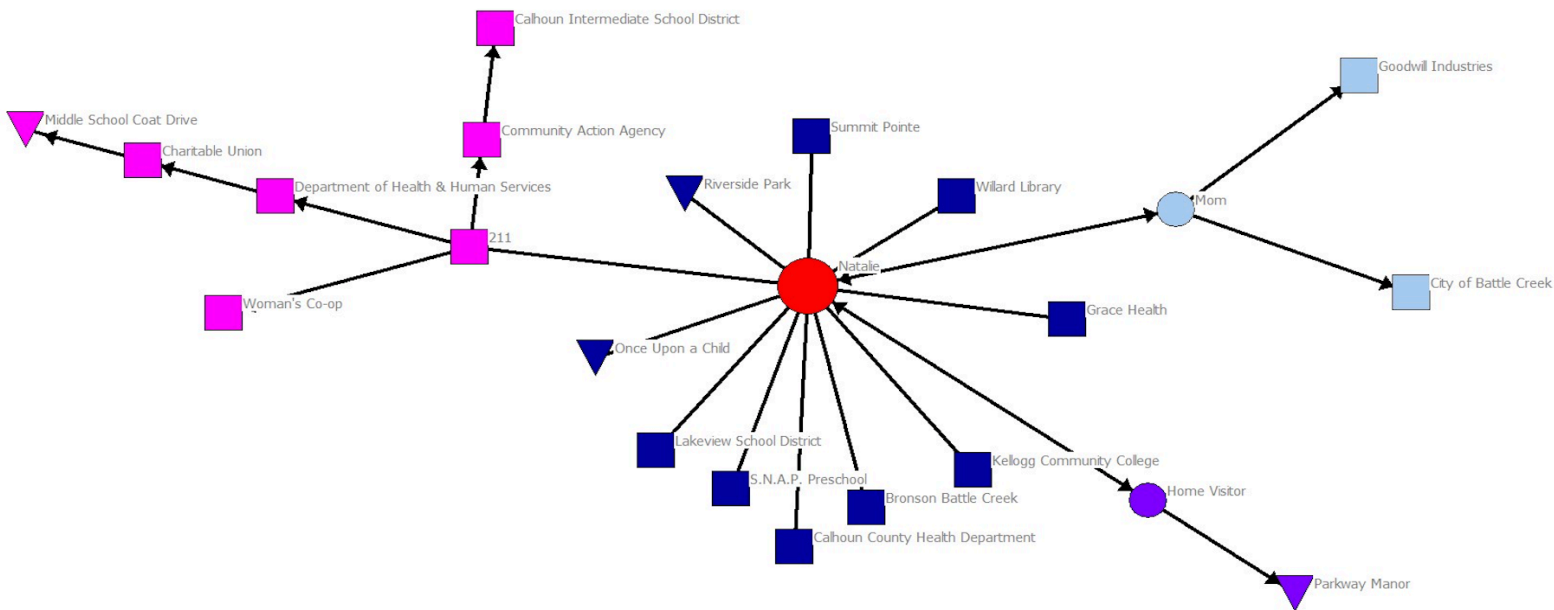 Calhoun Intermediate School District
Goodwill Industries
Middle School Coat Drive
Community Action Agency
Summit Pointe
Charitable Union
Department of Health & Human Services
Riverside Park
Willard Library
Mom
211
Natalie
City of Battle Creek
Woman's Co-op
Grace Health
Once Upon a Child
Lakeview School District
Kellogg Community College
S.N.A.P. Preschool
Bronson Battle Creek
Home Visitor
Calhoun County Health Department
Parkway Manor